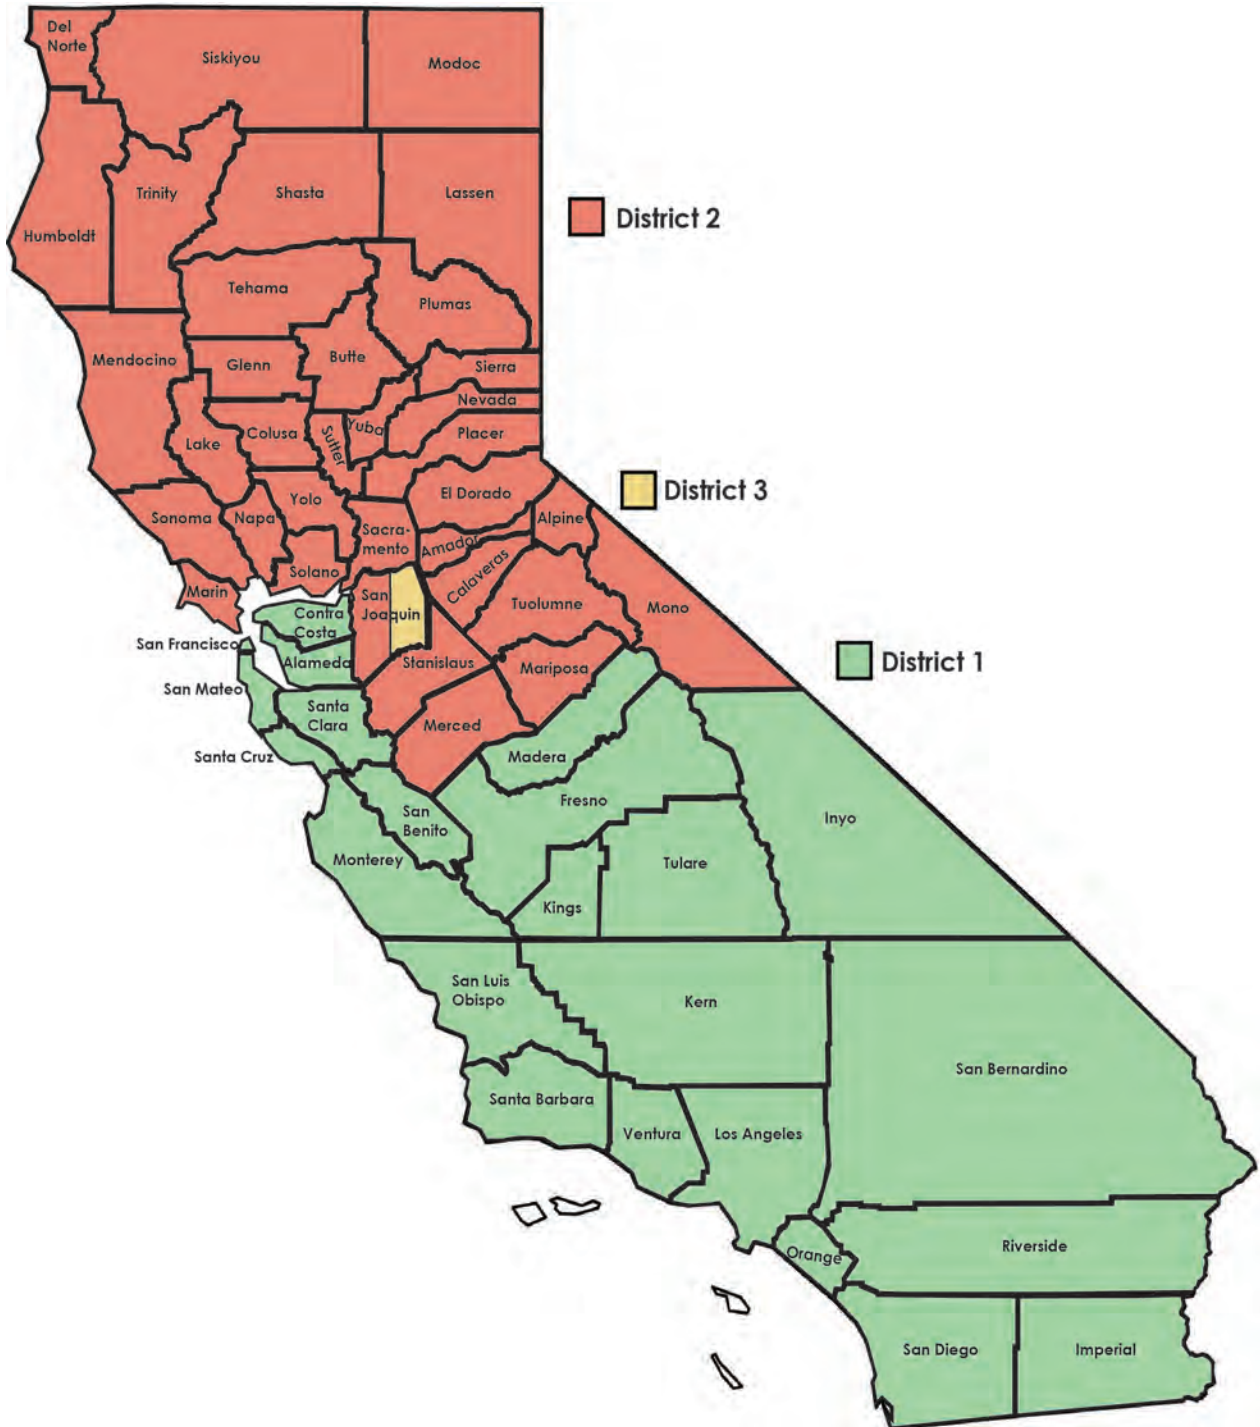 Del
Norte
Siskiyou
Modoc
Trinity
Shasta
Lassen
Humboldt
District 2
Tehama
Plumas
Mendocino
Glenn
Butte
Sierra
Nevada
Lake
Colusa
Sutter
Yuba
Placer
Sonoma
Napa
Yolo
El Dorado
District 3
Sacra-
mento
Alpine
Amador
Marin
Solano
San
Joaquin
Calaveras
Tuolumne
Mono
Contra
Costa
San Francisco
Alameda
Stanislaus
Mariposa
District 1
San Mateo
Santa
Clara
Merced
Santa Cruz
Madera
Fresno
San
Benito
Inyo
Monterey
Tulare
Kings
San Luis
Obispo
Kern
San Bernardino
Santa Barbara
Ventura
Los Angeles
Orange
Riverside
San Diego
Imperial